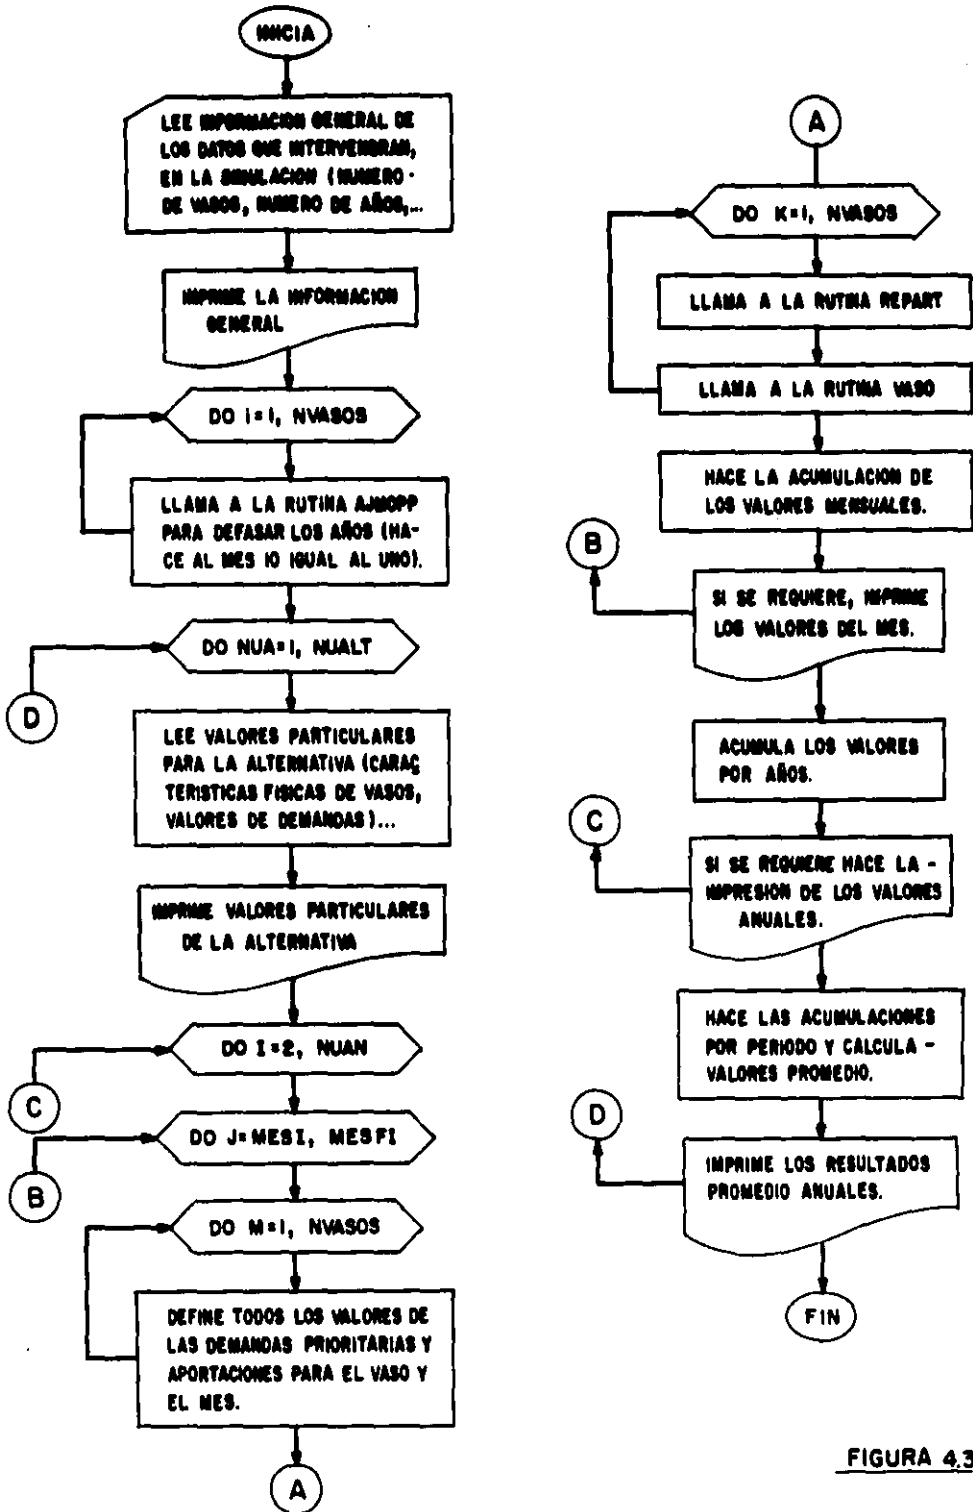 INICIA
LEE INFORMACION GENERAL DE
LOS DATOS QUE INTERVENDRAN,
EN LA SIMULACION (NUMERO -
DE VASOS, NUMERO DE AÑOS,...
IMPRIME LA INFORMACION
GENERAL
DO i=1, NVASOS
LLAMA A LA RUTINA AJMOPP
PARA DEFASAR LOS AÑOS (HA-
CE AL MES 10 IGUAL AL UNO).
DO NUA=1, NUALT
D
LEE VALORES PARTICULARES
PARA LA ALTERNATIVA (CARAC
TERISTICAS FISICAS DE VASOS,
VALORES DE DEMANDAS)...
IMPRIME VALORES PARTICULARES
DE LA ALTERNATIVA
DO I=2, NUAN
C
DO J=MESI, MESFI
B
DO M=1, NVASOS
DEFINE TODOS LOS VALORES DE
LAS DEMANDAS PRIORITARIAS Y
APORTACIONES PARA EL VASO Y
EL MES.
A
A
DO K=1, NVASOS
LLAMA A LA RUTINA REPART
LLAMA A LA RUTINA VASO
HACE LA ACUMULACION DE
LOS VALORES MENSUALES.
B
SI SE REQUIERE, IMPRIME
LOS VALORES DEL MES.
ACUMULA LOS VALORES
POR AÑOS.
C
SI SE REQUIERE HACE LA -
IMPRESION DE LOS VALORES
ANUALES.
HACE LAS ACUMULACIONES
POR PERIODO Y CALCULA -
VALORES PROMEDIO.
D
IMPRIME LOS RESULTADOS
PROMEDIO ANUALES.
FIN
FIGURA 4.3